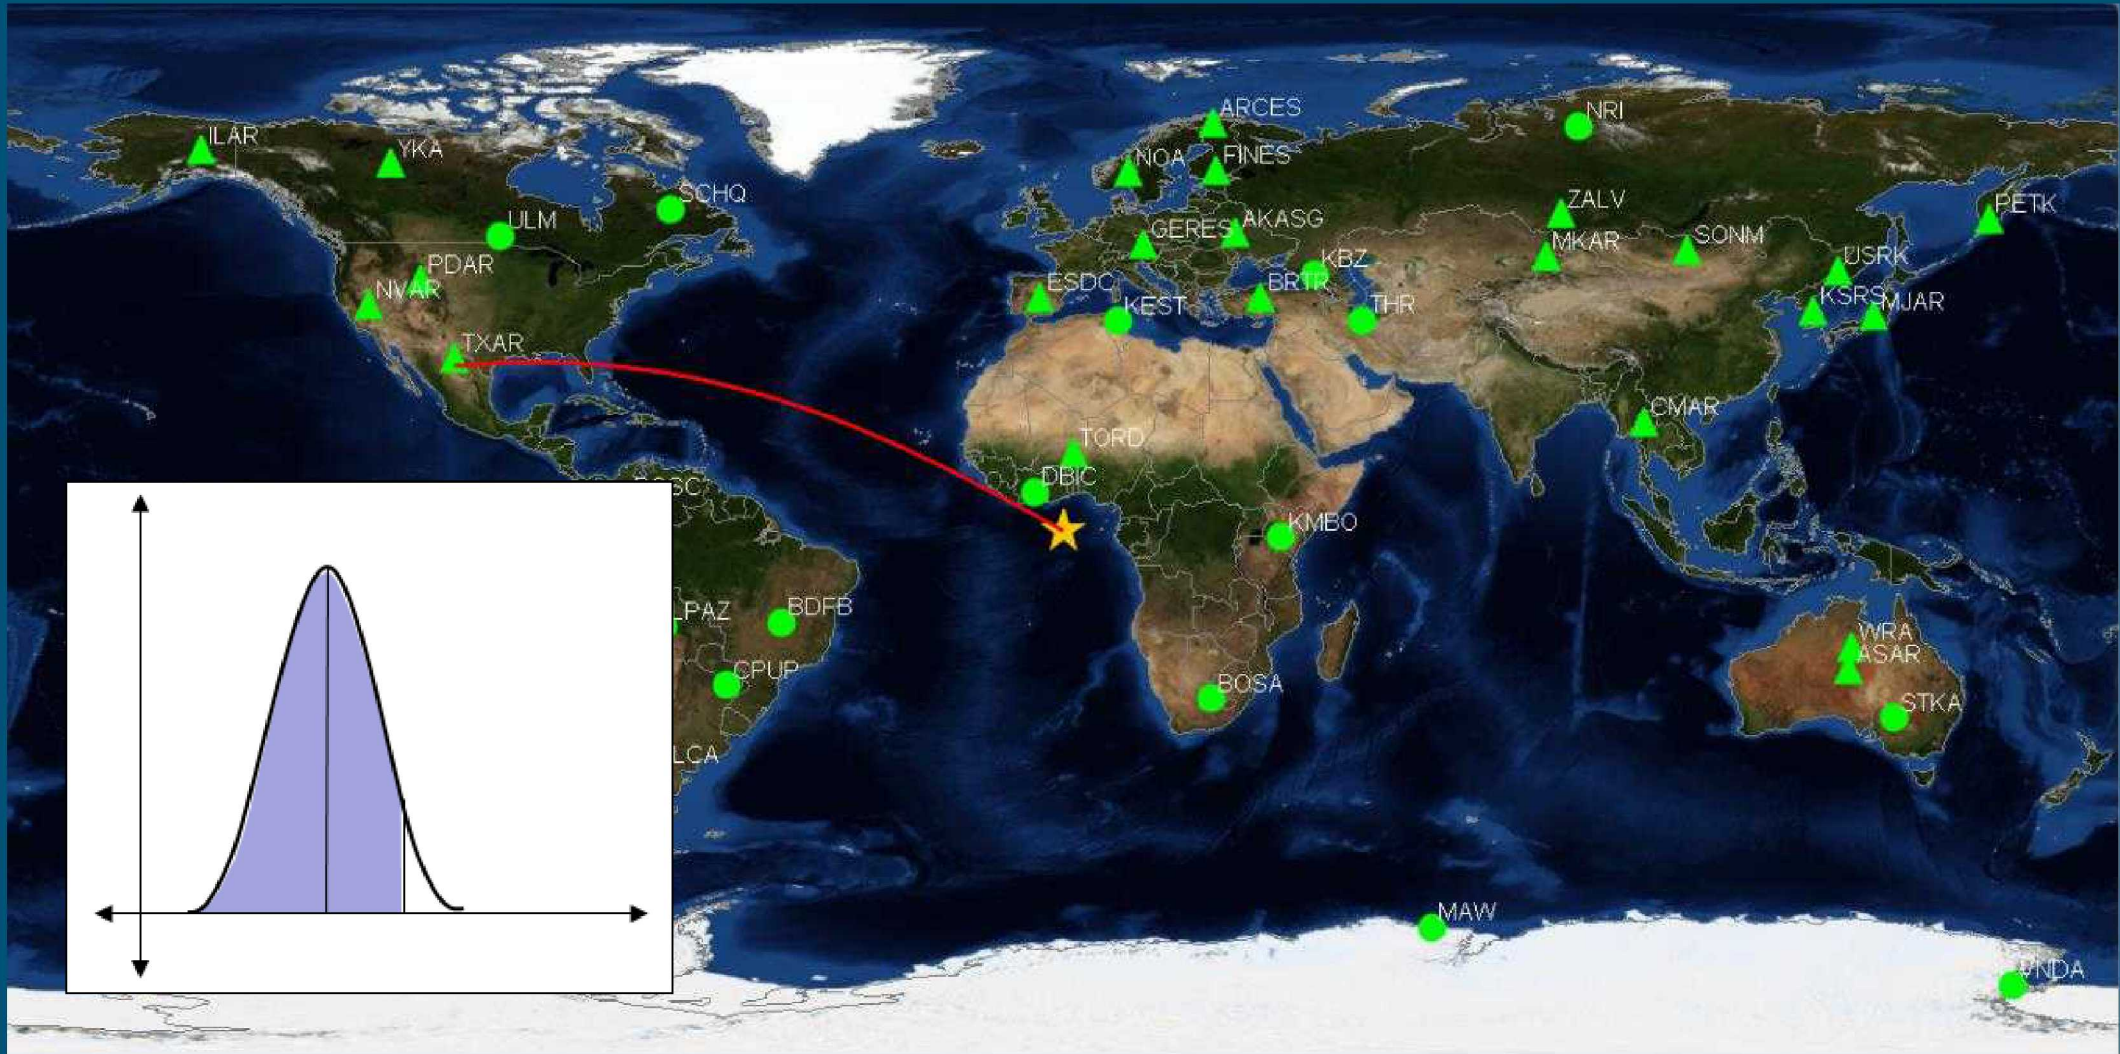 ARCES
NRI
ILAR
YKA
NOA
FINES
SCHQ
ZALV
PETK
ULM
GERES
AKASG
MKAR
SONM
PDAR
KBZ
USRK
NVAR
ESDC
BRTR
KEST
THR
KSRS
MJAR
TXAR
CMAR
TORD
DBIC
KMBO
LPAZ
BDFB
WRA
ASAR
CPUP
BOSA
STKA
LCA
MAW
VNDA